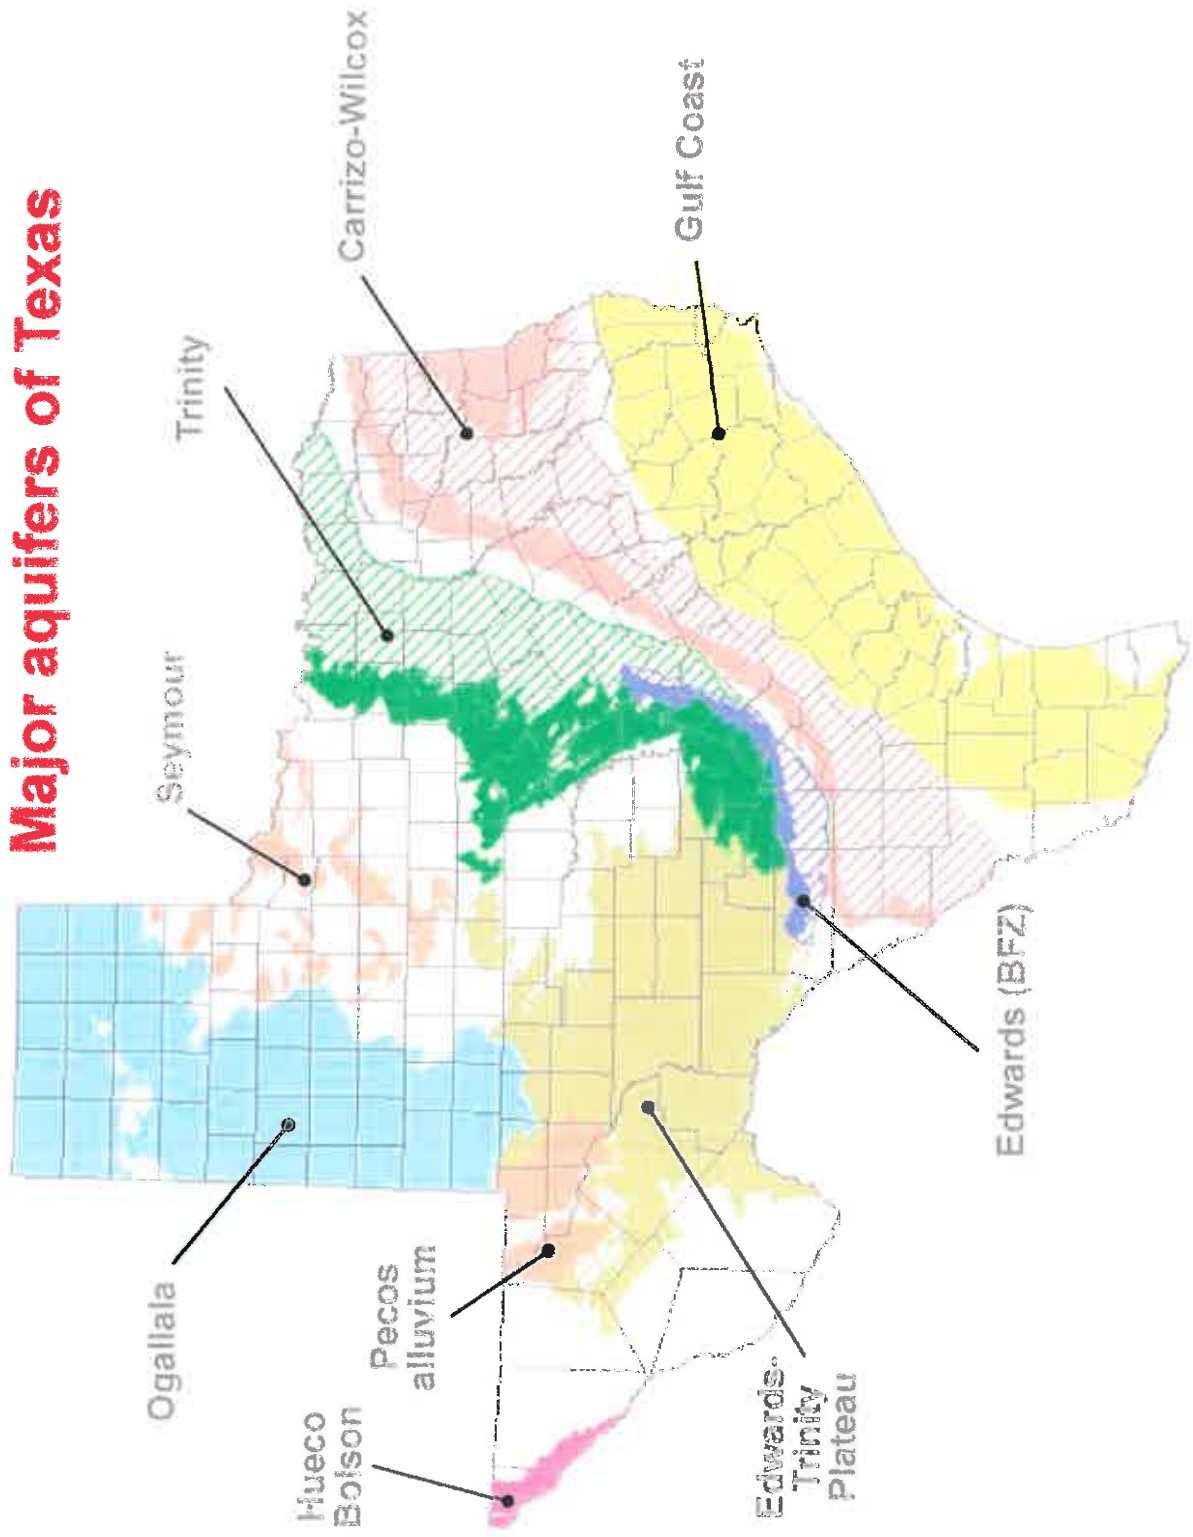 Major aquifers of Texas
Ogallala
Seymour
Trinity
Carrizo-Wilcox
Hueco
Bolson
Pecos
alluvium
Gulf Coast
Edwards-
Trinity
Plateau
Edwards (BFZ)